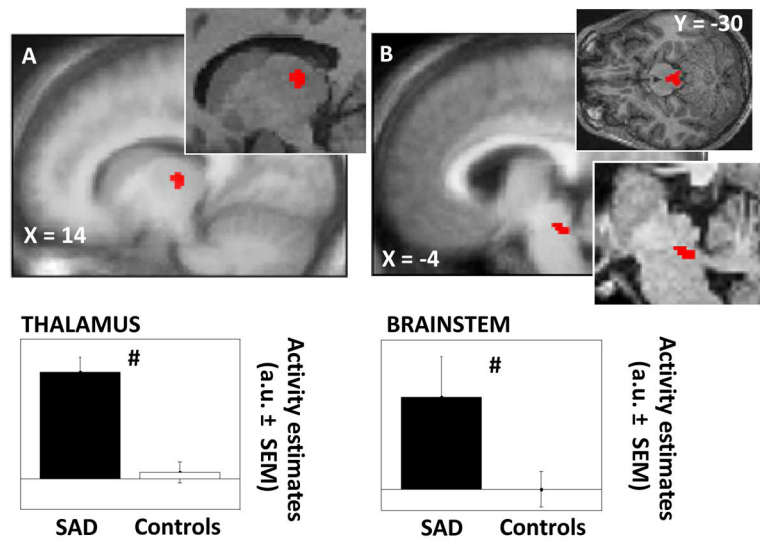 A
X = 14
B
Y = -30
X = -4
THALAMUS
#
Activity estimates
(a.u. ± SEM)
SAD Controls
BRAINSTEM
#
Activity estimates
(a.u. ± SEM)
SAD Controls